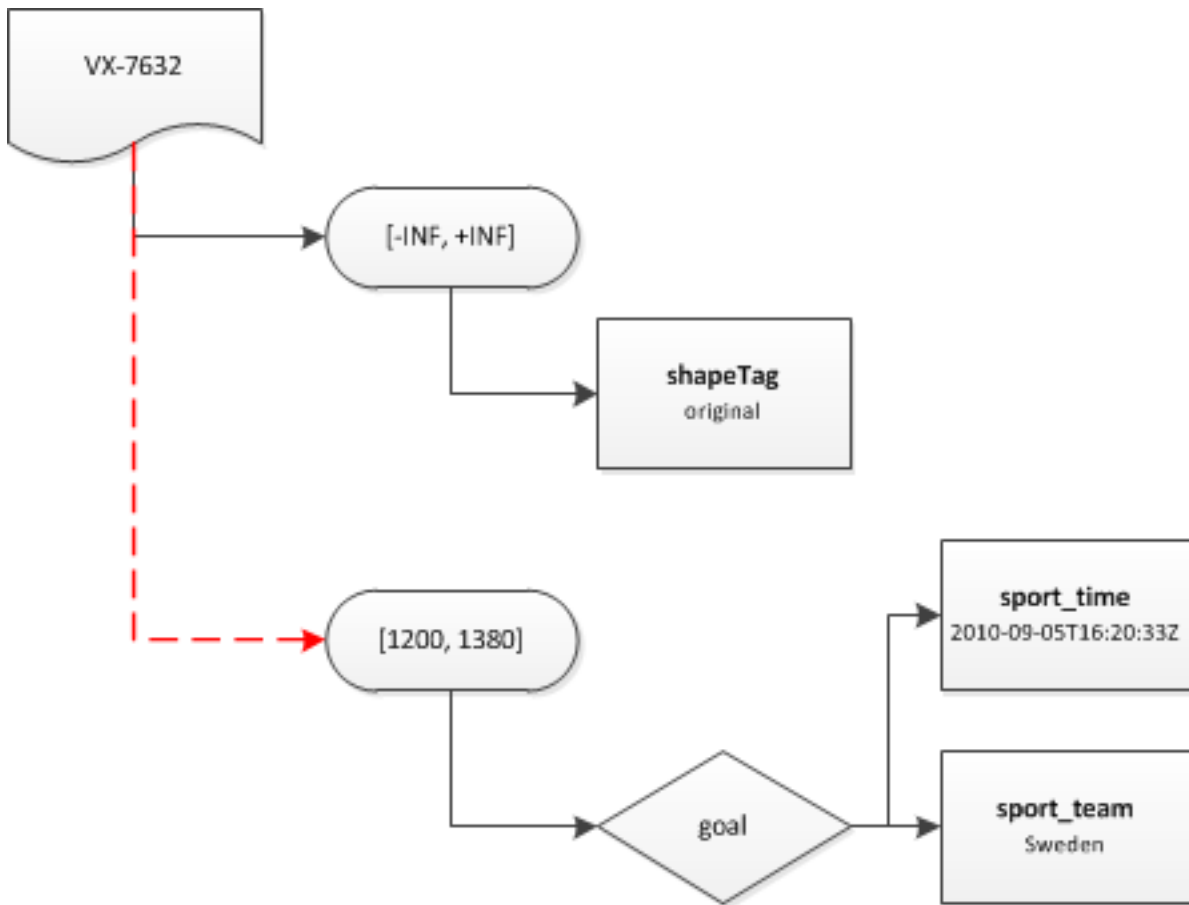 VX-7632
[-INF, +INF]
shapeTag
original
[1200, 1380]
goal
sport_time
2010-09-05T16:20:33Z
sport_team
Sweden